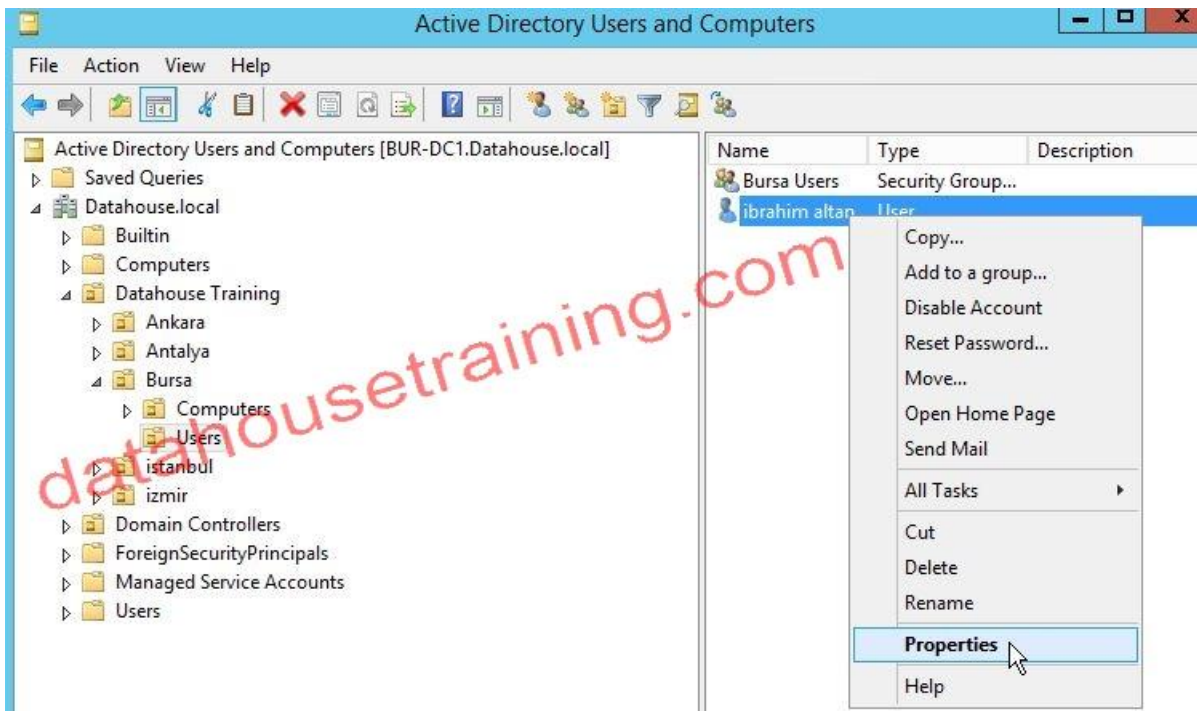 Active Directory Users and Computers
File Action View Help
Active Directory Users and Computers [BUR-DC1.Datahouse.local]
Saved Queries
Datahouse.local
Builtin
Computers
Datahouse Training
Ankara
Antalya
Bursa
Computers
Users
istanbul
izmir
Domain Controllers
ForeignSecurityPrincipals
Managed Service Accounts
Users
Name Type Description
Bursa Users Security Group...
ibrahim altan User
Copy...
Add to a group...
Disable Account
Reset Password...
Move...
Open Home Page
Send Mail
All Tasks
Cut
Delete
Rename
Properties
Help
datahousetraining.com